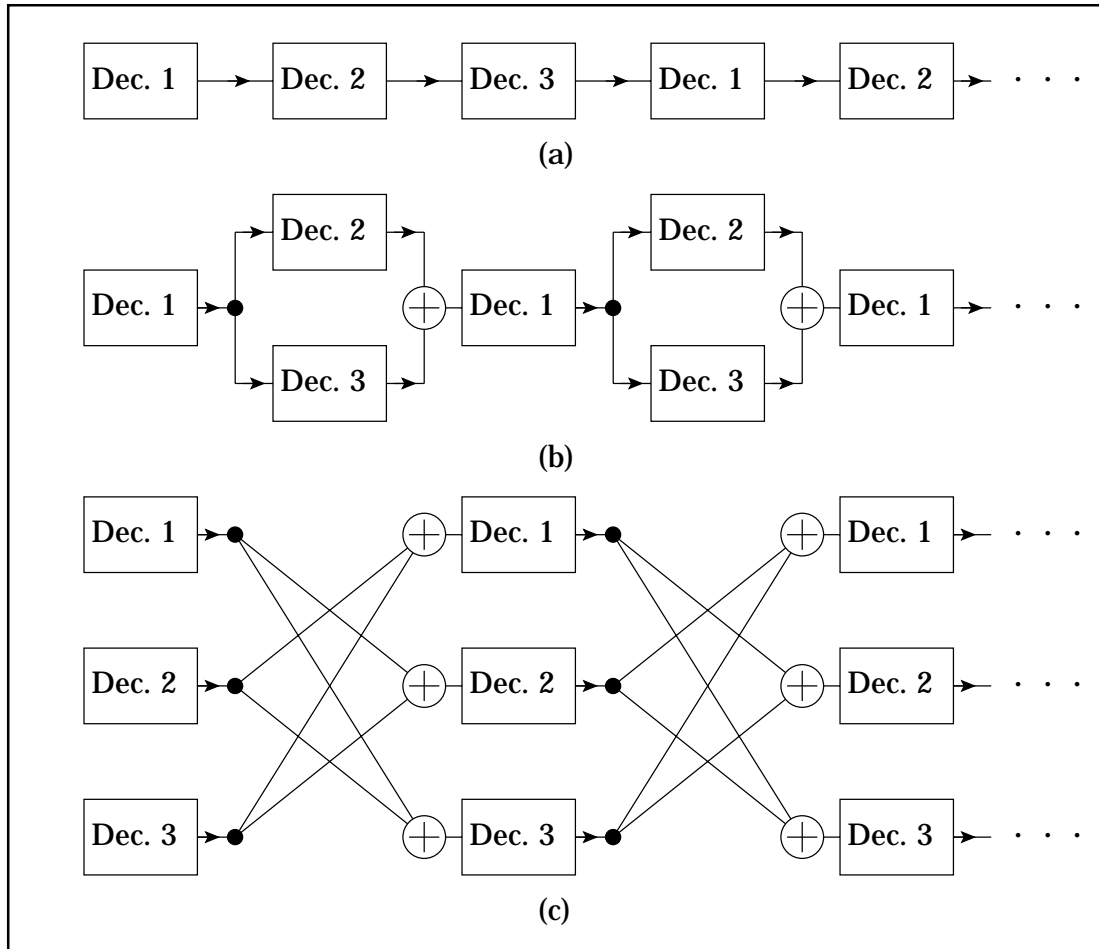 Dec. 1 Dec. 2 Dec. 3 Dec. 1 Dec. 2 · · ·
(a)
Dec. 2 Dec. 2
Dec. 1 Dec. 1 Dec. 1 · · ·
Dec. 3 Dec. 3
(b)
Dec. 1 Dec. 1 Dec. 1 · · ·
Dec. 2 Dec. 2 Dec. 2 · · ·
Dec. 3 Dec. 3 Dec. 3 · · ·
(c)